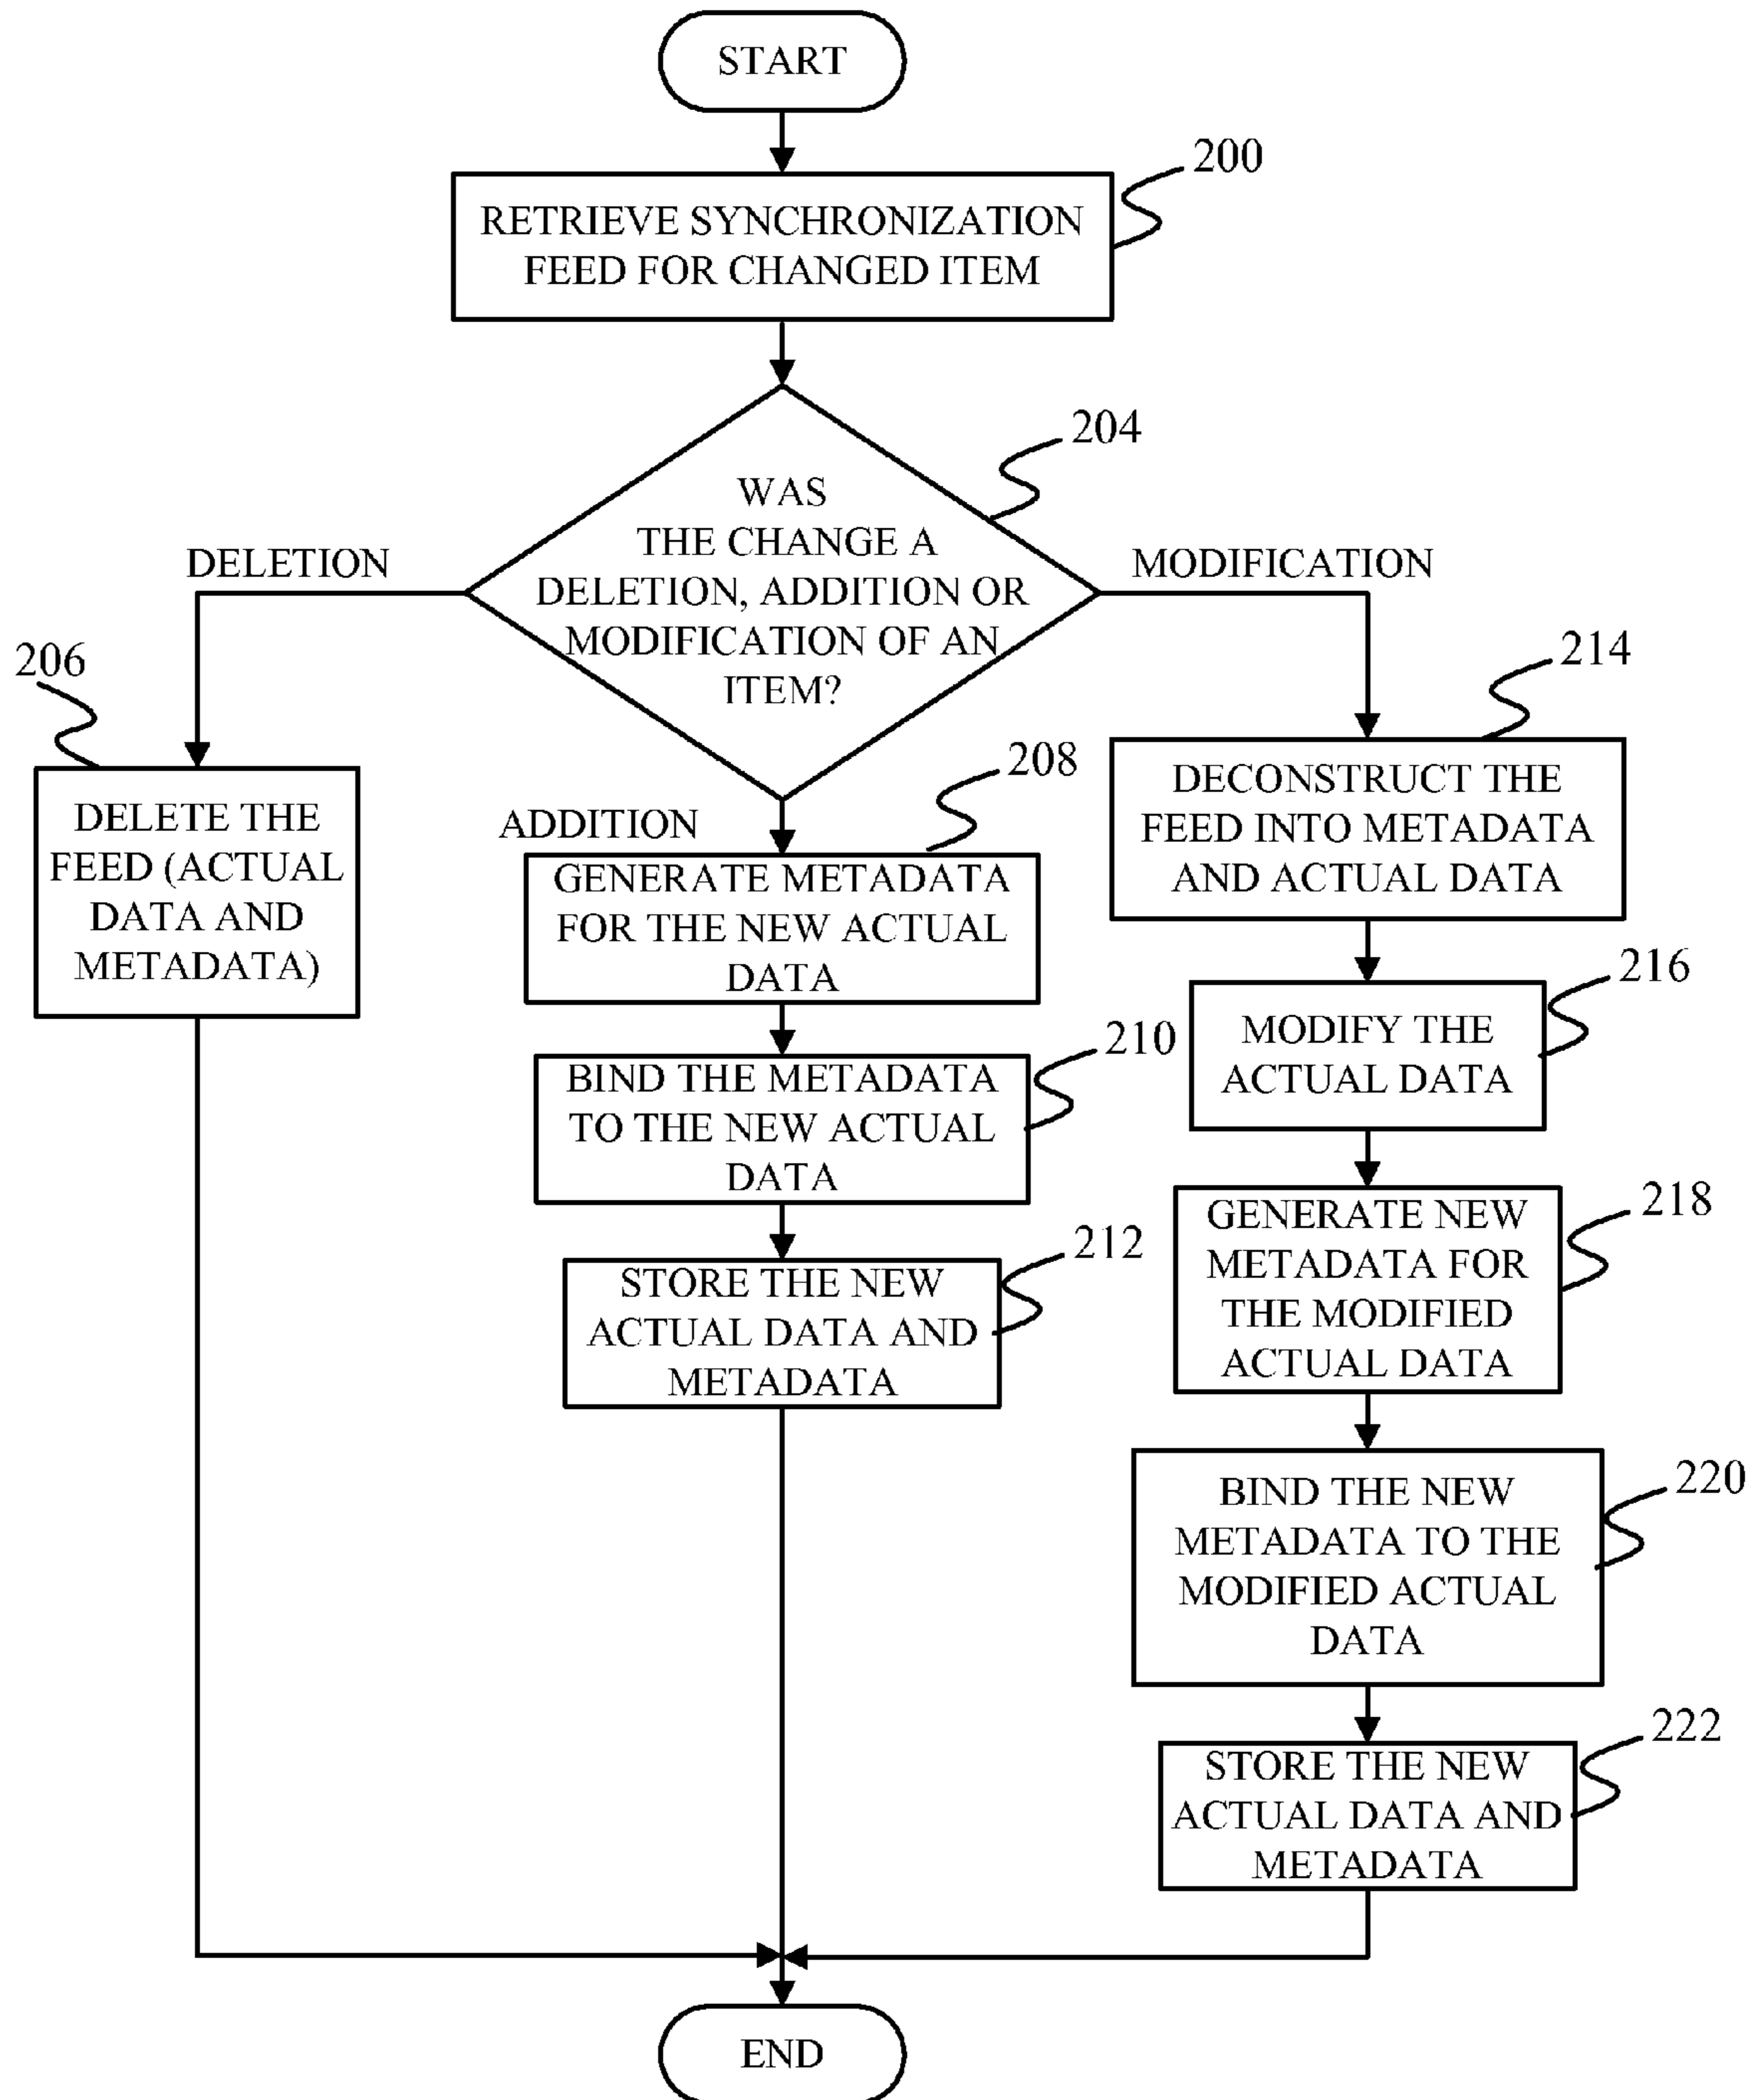 START
200
RETRIEVE SYNCHRONIZATION
FEED FOR CHANGED ITEM
204
WAS
THE CHANGE A
DELETION, ADDITION OR
MODIFICATION OF AN
ITEM?
DELETION
MODIFICATION
ADDITION
206
DELETE THE
FEED (ACTUAL
DATA AND
METADATA)
208
GENERATE METADATA
FOR THE NEW ACTUAL
DATA
210
BIND THE METADATA
TO THE NEW ACTUAL
DATA
212
STORE THE NEW
ACTUAL DATA AND
METADATA
214
DECONSTRUCT THE
FEED INTO METADATA
AND ACTUAL DATA
216
MODIFY THE
ACTUAL DATA
218
GENERATE NEW
METADATA FOR
THE MODIFIED
ACTUAL DATA
220
BIND THE NEW
METADATA TO THE
MODIFIED ACTUAL
DATA
222
STORE THE NEW
ACTUAL DATA AND
METADATA
END